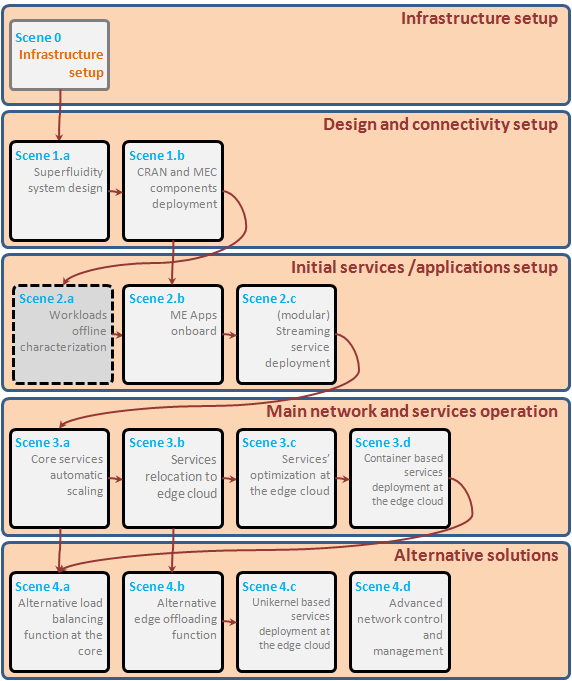 Infrastructure setup
Scene 0
Infrastructure
setup
Design and connectivity setup
Scene 1.a
Superfluidity
system design
Scene 1.b
CRAN and MEC
components
deployment
Initial services /applications setup
Scene 2.a
Workloads
offline
characterization
Scene 2.b
ME Apps
onboard
Scene 2.c
(modular)
Streaming
service
deployment
Main network and services operation
Scene 3.a
Core services
automatic
scaling
Scene 3.b
Services
relocation to
edge cloud
Scene 3.c
Services'
optimization at
the edge cloud
Scene 3.d
Container based
services
deployment at
the edge cloud
Alternative solutions
Scene 4.a
Alternative load
balancing
function at the
core
Scene 4.b
Alternative
edge offloading
function
Scene 4.c
Unikernel based
services
deployment at
the edge cloud
Scene 4.d
Advanced
network control
and
management